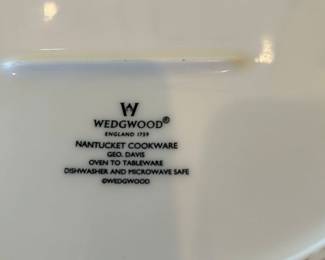 W
WEDGWOOD®
ENGLAND 1759
NANTUCKET COOKWARE
GEO. DAVIS
OVEN TO TABLEWARE
DISHWASHER AND MICROWAVE SAFE
©WEDGWOOD